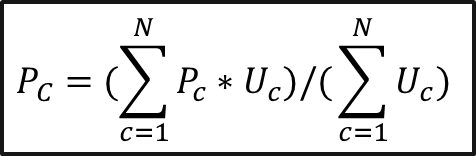 P_C = (∑_{c=1}^{N} P_c * U_c)/(∑_{c=1}^{N} U_c)